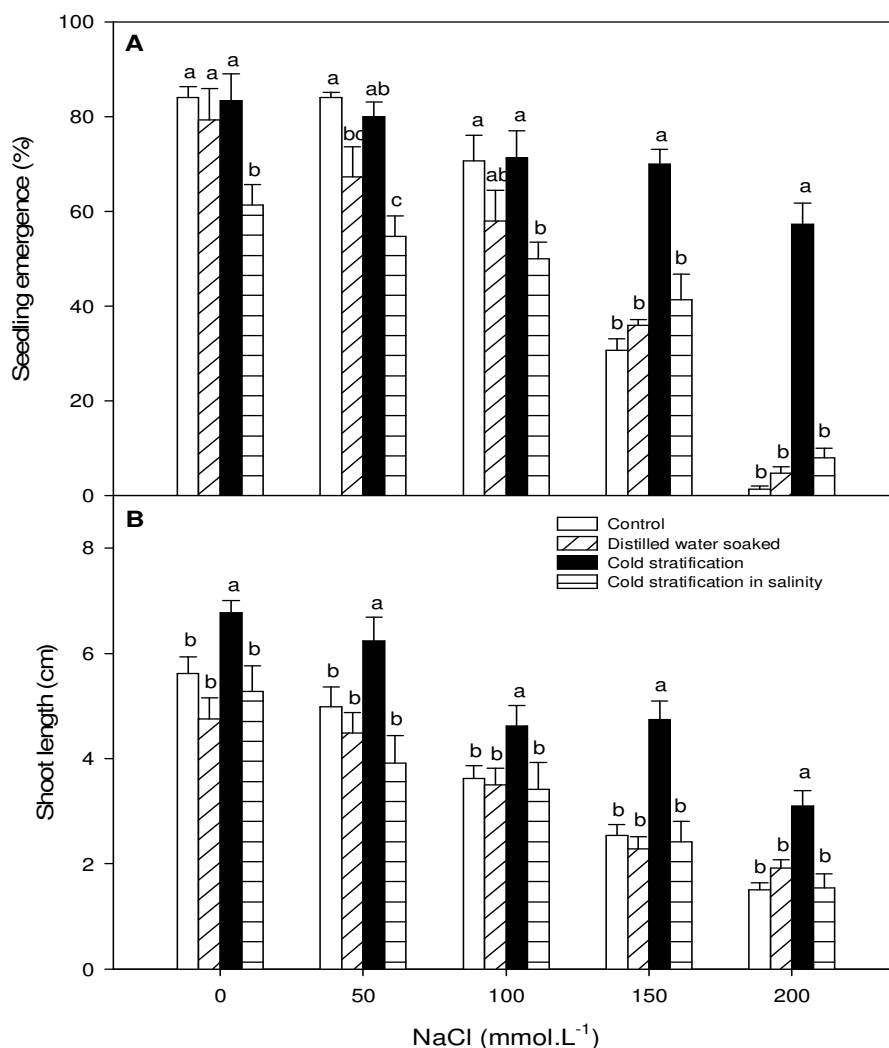 A
100
80
60
40
20
0
Seedling emergence (%)
a a a b
a bc ab c
a ab a b
b b a b
b b a b
B
Control
Distilled water soaked
Cold stratification
Cold stratification in salinity
8
6
4
2
0
Shoot length (cm)
b b a b
b b a b
b b a b
b b a b
b b a b
0 50 100 150 200
NaCl (mmol.L⁻¹)